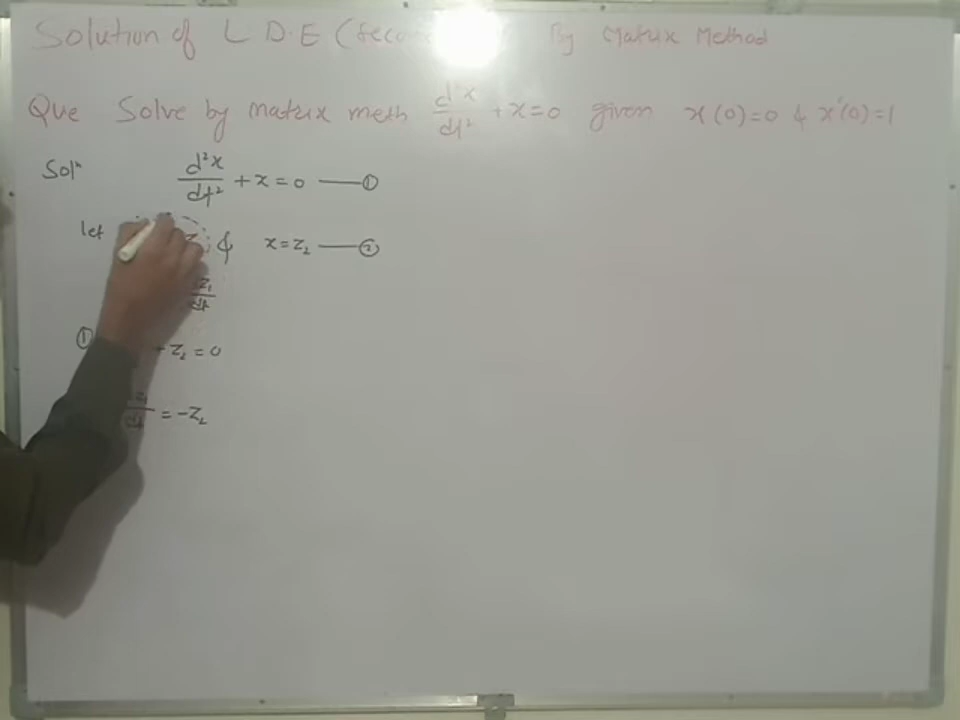 Solution of L D.E (Seco By Matrix Method
Que Solve by matrix meth d²x/dt² + x = 0 given x(0)=0 & x'(0)=1
Solⁿ d²x/dt² + x = 0 —— ①
let & x = z₂ —— ②
① + z₂ = 0
= -z₂